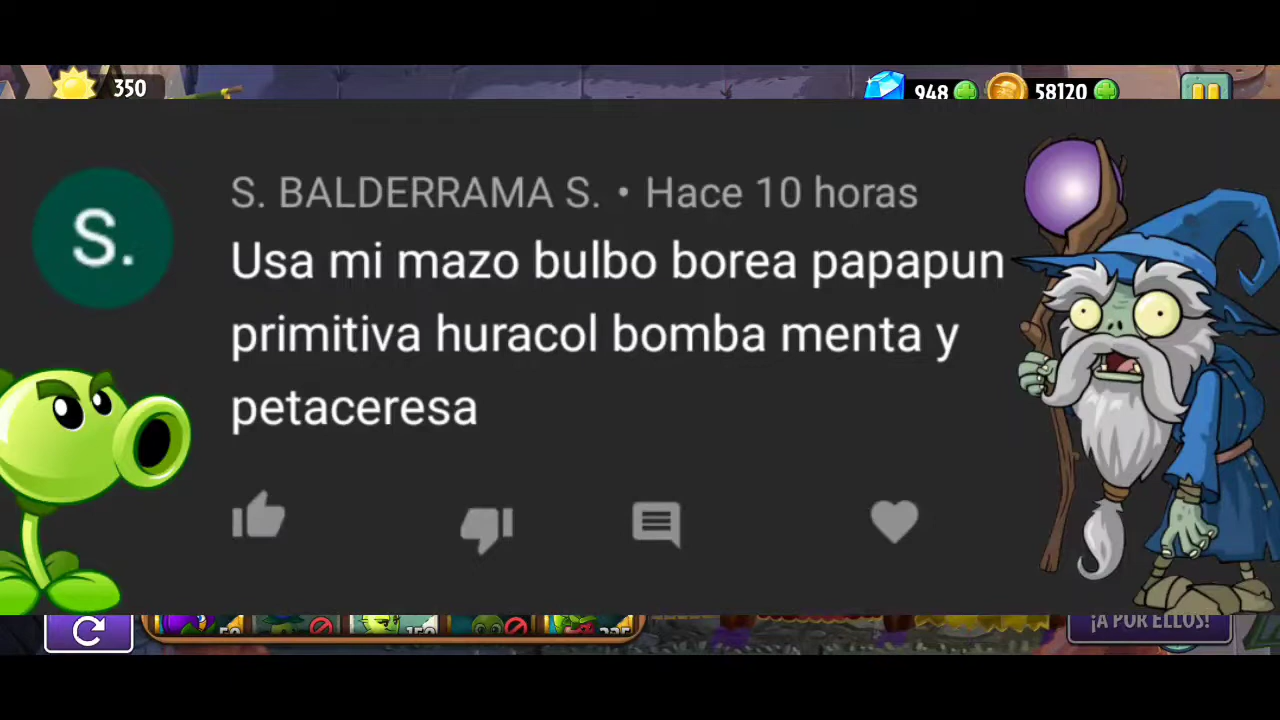 350
948
58120
S. BALDERRAMA S. • Hace 10 horas
S.
Usa mi mazo bulbo borea papapun
primitiva huracol bomba menta y
petaceresa
¡A POR ELLOS!